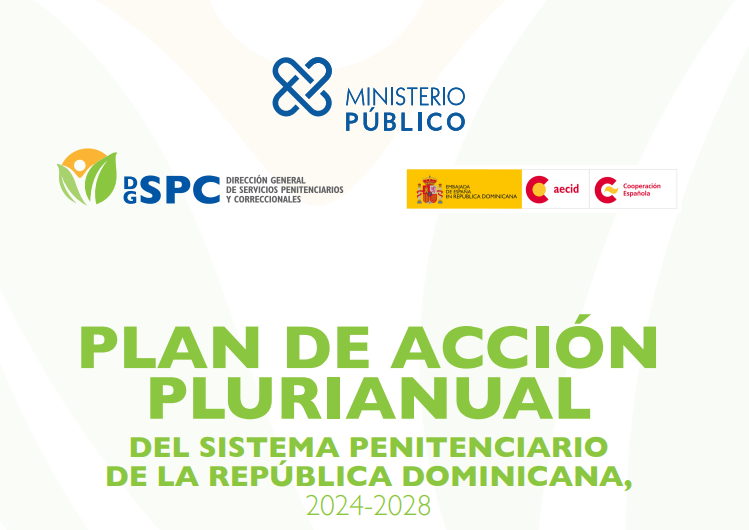 MINISTERIO
PÚBLICO
DGSPC
DIRECCIÓN GENERAL
DE SERVICIOS PENITENCIARIOS
Y CORRECCIONALES
EMBAJADA
DE ESPAÑA
EN REPÚBLICA DOMINICANA
aecid
Cooperación
Española
PLAN DE ACCIÓN
PLURIANUAL
DEL SISTEMA PENITENCIARIO
DE LA REPÚBLICA DOMINICANA,
2024-2028